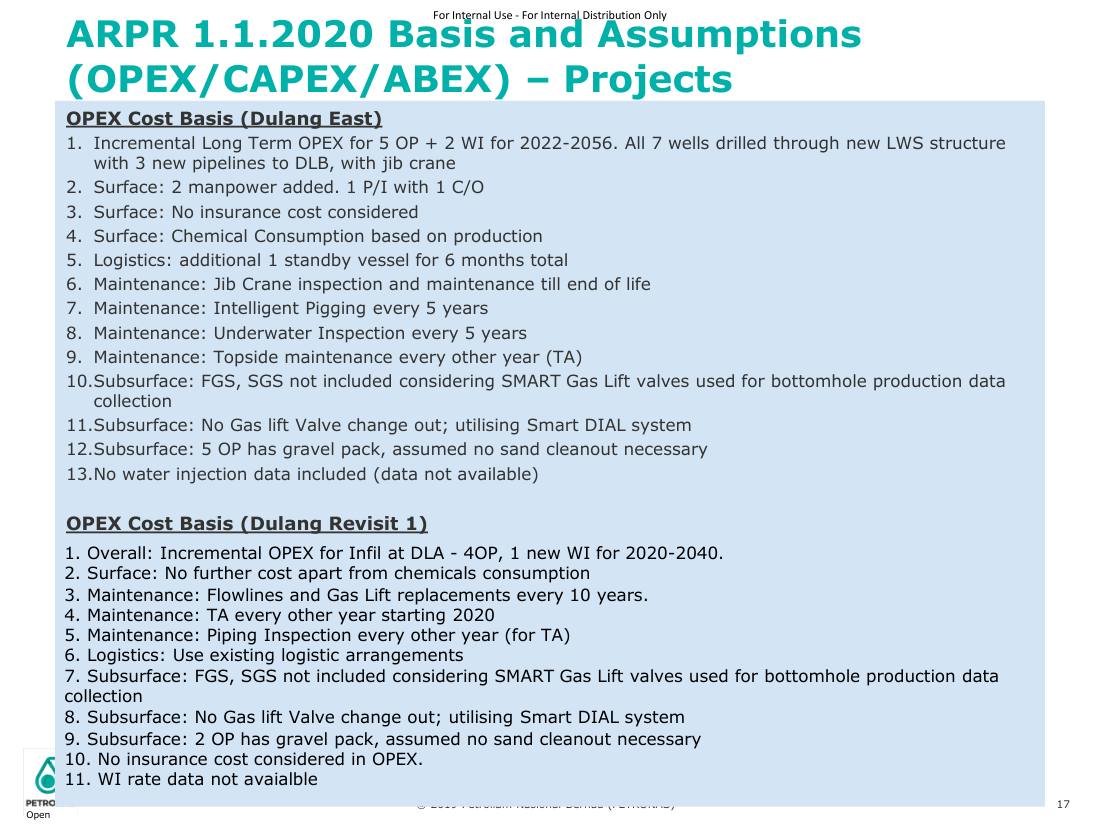 For Internal Use - For Internal Distribution Only
ARPR 1.1.2020 Basis and Assumptions
(OPEX/CAPEX/ABEX) – Projects
OPEX Cost Basis (Dulang East)
1. Incremental Long Term OPEX for 5 OP + 2 WI for 2022-2056. All 7 wells drilled through new LWS structure
with 3 new pipelines to DLB, with jib crane
2. Surface: 2 manpower added. 1 P/I with 1 C/O
3. Surface: No insurance cost considered
4. Surface: Chemical Consumption based on production
5. Logistics: additional 1 standby vessel for 6 months total
6. Maintenance: Jib Crane inspection and maintenance till end of life
7. Maintenance: Intelligent Pigging every 5 years
8. Maintenance: Underwater Inspection every 5 years
9. Maintenance: Topside maintenance every other year (TA)
10.Subsurface: FGS, SGS not included considering SMART Gas Lift valves used for bottomhole production data
collection
11.Subsurface: No Gas lift Valve change out; utilising Smart DIAL system
12.Subsurface: 5 OP has gravel pack, assumed no sand cleanout necessary
13.No water injection data included (data not available)
OPEX Cost Basis (Dulang Revisit 1)
1. Overall: Incremental OPEX for Infil at DLA - 4OP, 1 new WI for 2020-2040.
2. Surface: No further cost apart from chemicals consumption
3. Maintenance: Flowlines and Gas Lift replacements every 10 years.
4. Maintenance: TA every other year starting 2020
5. Maintenance: Piping Inspection every other year (for TA)
6. Logistics: Use existing logistic arrangements
7. Subsurface: FGS, SGS not included considering SMART Gas Lift valves used for bottomhole production data
collection
8. Subsurface: No Gas lift Valve change out; utilising Smart DIAL system
9. Subsurface: 2 OP has gravel pack, assumed no sand cleanout necessary
10. No insurance cost considered in OPEX.
11. WI rate data not avaialble
PETRO
Open
© 2019 Petroliam Nasional Berhad (PETRONAS)
17